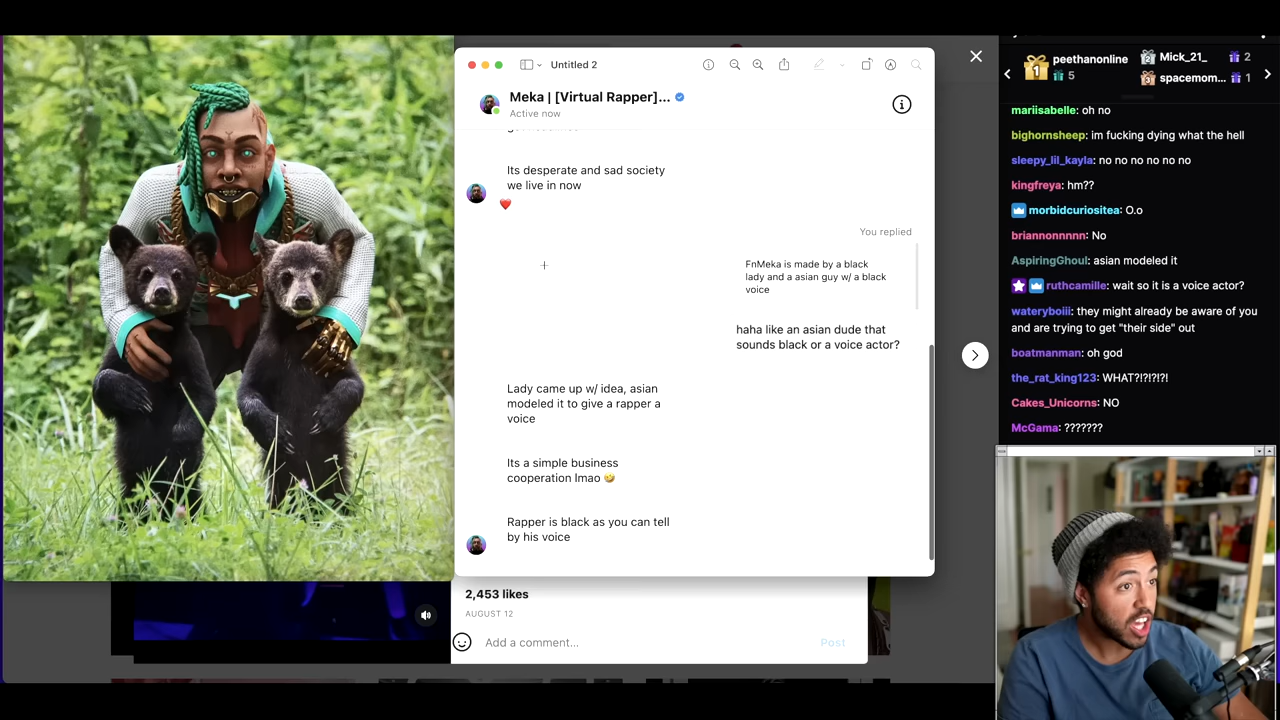 Untitled 2
Meka | [Virtual Rapper]...
Active now
Its desperate and sad society
we live in now
You replied
FnMeka is made by a black
lady and a asian guy w/ a black
voice
haha like an asian dude that
sounds black or a voice actor?
Lady came up w/ idea, asian
modeled it to give a rapper a
voice
Its a simple business
cooperation lmao 🤣
Rapper is black as you can tell
by his voice
2,453 likes
AUGUST 12
Add a comment...
Post
1
peethanonline
5
Mick_21_
2
spacemom...
1
mariisabelle: oh no
bighornsheep: im fucking dying what the hell
sleepy_lil_kayla: no no no no no no
kingfreya: hm??
morbidcuriositea: O.o
briannonnnnn: No
AspiringGhoul: asian modeled it
ruthcamille: wait so it is a voice actor?
wateryboiii: they might already be aware of you
and are trying to get "their side" out
boatmanman: oh god
the_rat_king123: WHAT?!?!?!?!
Cakes_Unicorns: NO
McGama: ???????